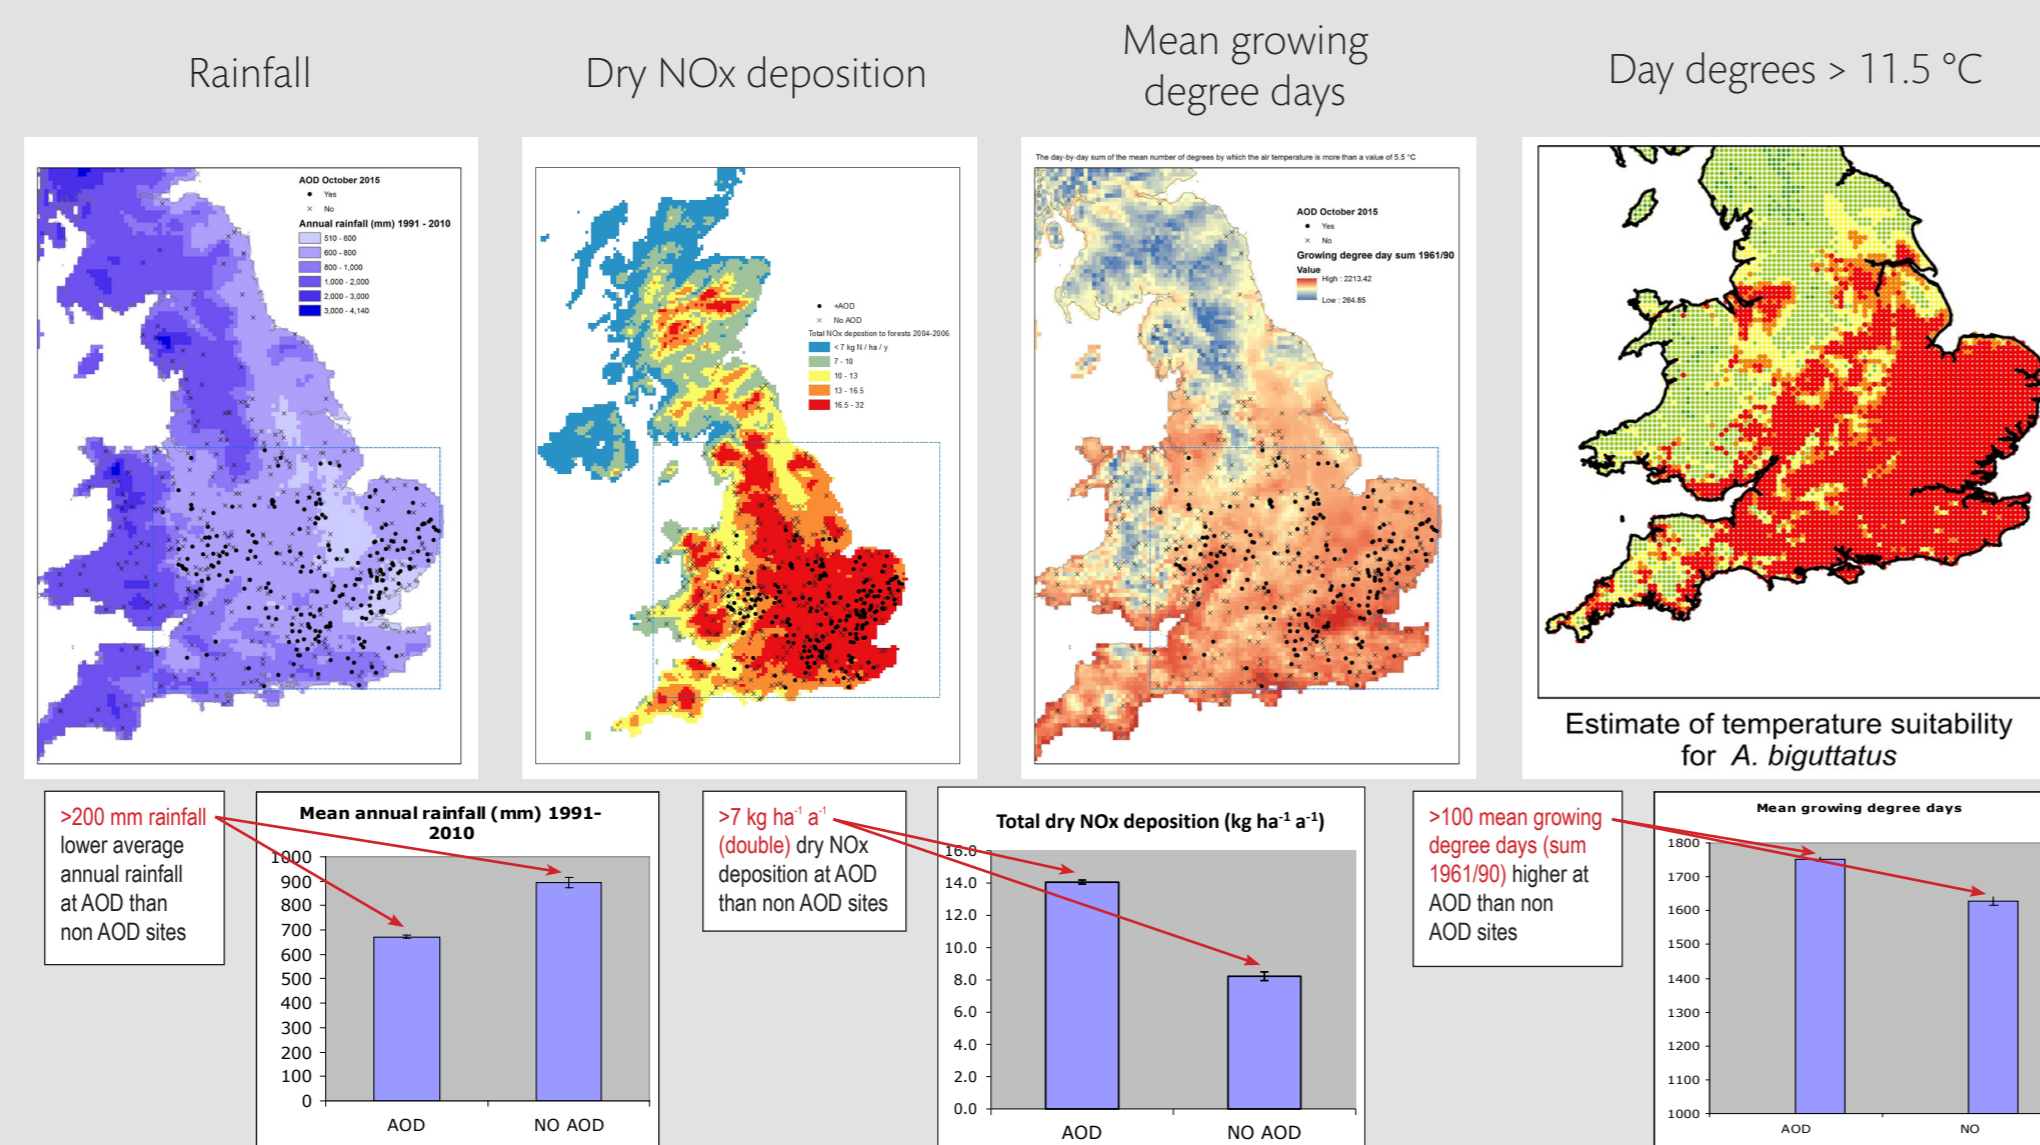 Rainfall
Dry NOx deposition
Mean growing
degree days
Day degrees > 11.5 °C
AOD October 2015
Yes
No
Annual rainfall (mm) 1991 - 2010
510 - 600
600 - 800
800 - 1,000
1,000 - 2,000
2,000 - 3,000
3,000 - 4,140
+AOD
No AOD
Total NOx depostion to forests 2004-2006
< 7 kg N / ha / y
7 - 10
10 - 13
13 - 16.5
16.5 - 32
The day-by-day sum of the mean number of degrees by which the air temperature is more than a value of 5.5 °C
AOD October 2015
Yes
No
Growing degree day sum 1961/90
Value
High : 2213.42
Low : 264.85
Estimate of temperature suitability
for A. biguttatus
>200 mm rainfall
lower average
annual rainfall
at AOD than
non AOD sites
Mean annual rainfall (mm) 1991-
2010
1000
900
800
700
600
500
400
300
200
100
0
AOD
NO AOD
>7 kg ha⁻¹ a⁻¹
(double) dry NOx
deposition at AOD
than non AOD sites
Total dry NOx deposition (kg ha⁻¹ a⁻¹)
16.0
14.0
12.0
10.0
8.0
6.0
4.0
2.0
0.0
AOD
NO AOD
>100 mean growing
degree days (sum
1961/90) higher at
AOD than non
AOD sites
Mean growing degree days
1800
1700
1600
1500
1400
1300
1200
1100
1000
AOD
NO